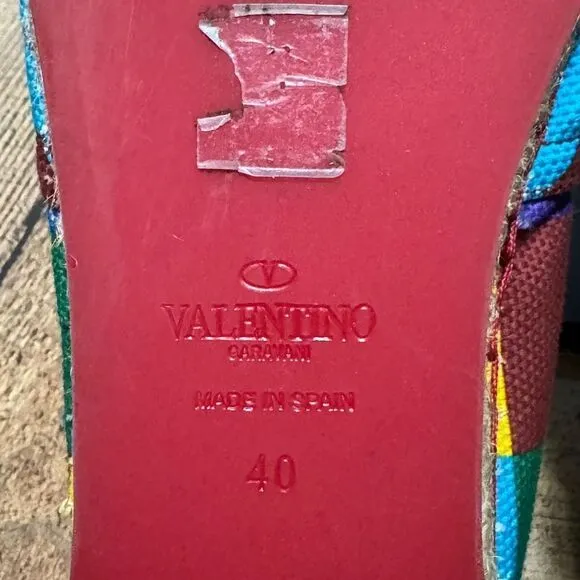 V
VALENTINO
GARAVANI
MADE IN SPAIN
40